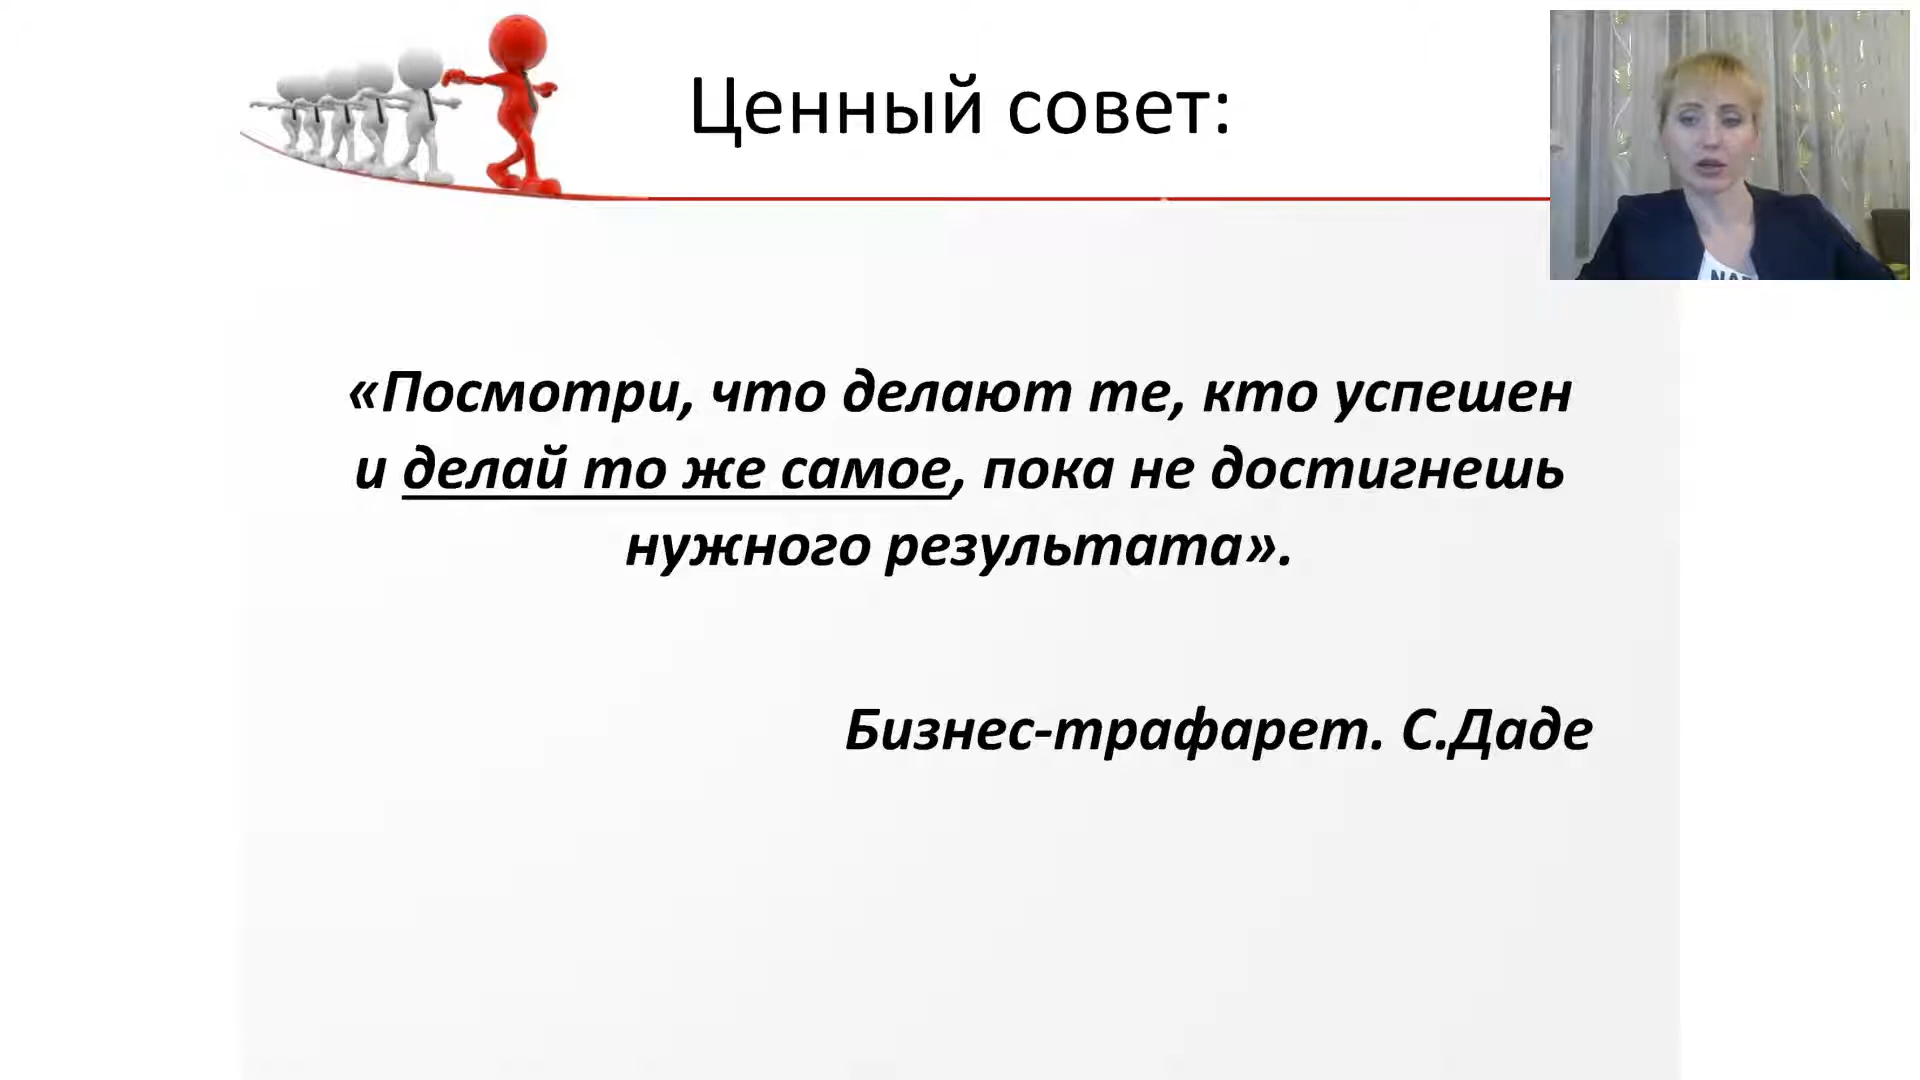 Ценный совет:
«Посмотри, что делают те, кто успешен
и делай то же самое, пока не достигнешь
нужного результата».
Бизнес-трафарет. С.Даде